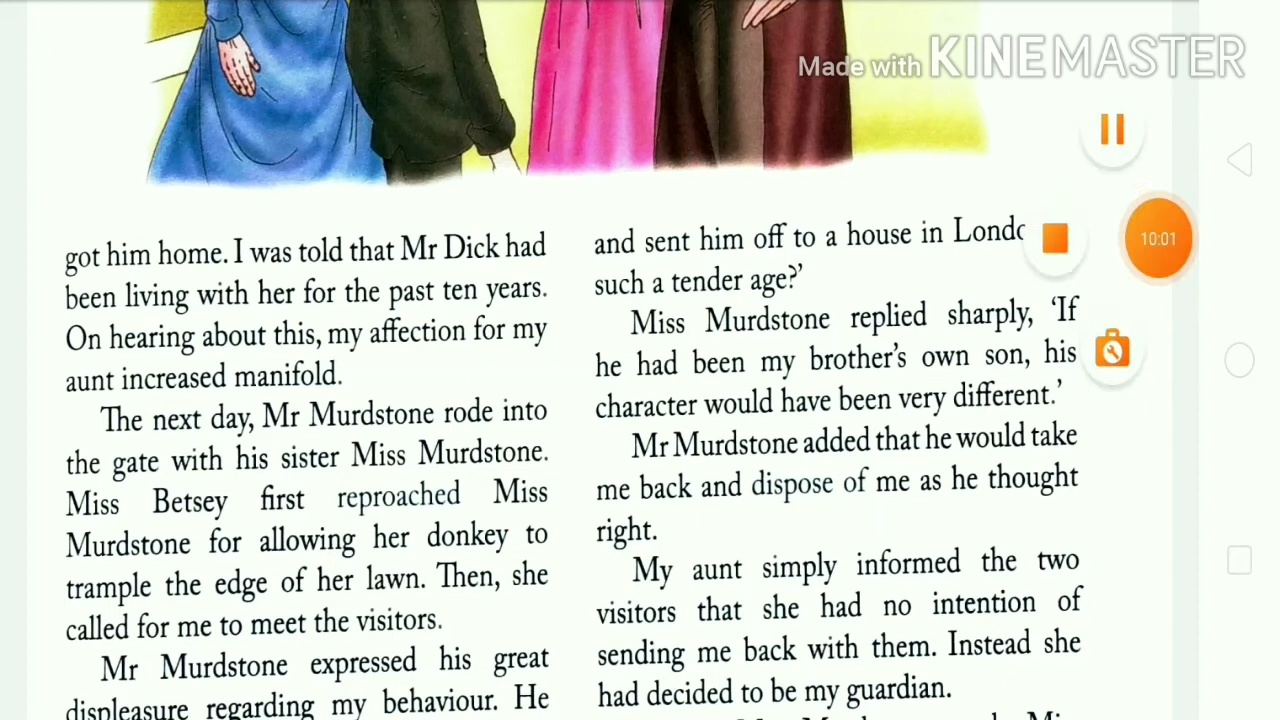 Made with KINEMASTER
10:01
got him home. I was told that Mr Dick had
been living with her for the past ten years.
On hearing about this, my affection for my
aunt increased manifold.
The next day, Mr Murdstone rode into
the gate with his sister Miss Murdstone.
Miss Betsey first reproached Miss
Murdstone for allowing her donkey to
trample the edge of her lawn. Then, she
called for me to meet the visitors.
Mr Murdstone expressed his great
displeasure regarding my behaviour. He
and sent him off to a house in
such a tender age?’
Miss Murdstone replied sharply, ‘If
he had been my brother’s own son, his
character would have been very different.’
Mr Murdstone added that he would take
me back and dispose of me as he thought
right.
My aunt simply informed the two
visitors that she had no intention of
sending me back with them. Instead she
had decided to be my guardian.